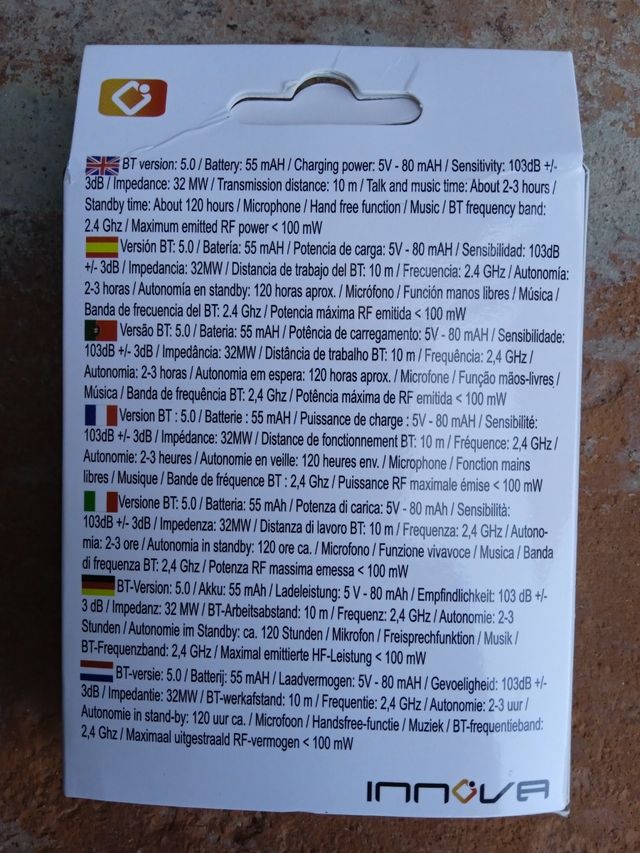 BT version: 5.0 / Battery: 55 mAH / Charging power: 5V - 80 mAH / Sensitivity: 103dB +/-
3dB / Impedance: 32 MW / Transmission distance: 10 m / Talk and music time: About 2-3 hours /
Standby time: About 120 hours / Microphone / Hand free function / Music / BT frequency band:
2.4 Ghz / Maximum emitted RF power < 100 mW
Versión BT: 5.0 / Batería: 55 mAH / Potencia de carga: 5V - 80 mAH / Sensibilidad: 103dB
+/- 3dB / Impedancia: 32MW / Distancia de trabajo del BT: 10 m / Frecuencia: 2.4 GHz / Autonomía:
2-3 horas / Autonomía en standby: 120 horas aprox. / Micrófono / Función manos libres / Música /
Banda de frecuencia del BT: 2.4 Ghz / Potencia máxima RF emitida < 100 mW
Versão BT: 5.0 / Bateria: 55 mAH / Potência de carregamento: 5V - 80 mAH / Sensibilidade:
103dB +/- 3dB / Impedância: 32MW / Distância de trabalho BT: 10 m / Frequência: 2,4 GHz /
Autonomia: 2-3 horas / Autonomia em espera: 120 horas aprox. / Microfone / Função mãos-livres /
Música / Banda de frequência BT: 2,4 Ghz / Potência máxima de RF emitida < 100 mW
Version BT : 5.0 / Batterie : 55 mAH / Puissance de charge : 5V - 80 mAH / Sensibilité:
103dB +/- 3dB / Impédance: 32MW / Distance de fonctionnement BT: 10 m / Fréquence: 2,4 GHz /
Autonomie: 2-3 heures / Autonomie en veille: 120 heures env. / Microphone / Fonction mains
libres / Musique / Bande de fréquence BT : 2,4 Ghz / Puissance RF maximale émise < 100 mW
Versione BT: 5.0 / Batteria: 55 mAh / Potenza di carica: 5V - 80 mAh / Sensibilità:
103dB +/- 3dB / Impedenza: 32MW / Distanza di lavoro BT: 10 m / Frequenza: 2,4 GHz / Autono-
mia: 2-3 ore / Autonomia in standby: 120 ore ca. / Microfono / Funzione vivavoce / Musica / Banda
di frequenza BT: 2,4 Ghz / Potenza RF massima emessa < 100 mW
BT-Version: 5.0 / Akku: 55 mAh / Ladeleistung: 5 V - 80 mAh / Empfindlichkeit: 103 dB +/-
3 dB / Impedanz: 32 MW / BT-Arbeitsabstand: 10 m / Frequenz: 2,4 GHz / Autonomie: 2-3
Stunden / Autonomie im Standby: ca. 120 Stunden / Mikrofon / Freisprechfunktion / Musik /
BT-Frequenzband: 2,4 GHz / Maximal emittierte HF-Leistung < 100 mW
BT-versie: 5.0 / Batterij: 55 mAH / Laadvermogen: 5V - 80 mAH / Gevoeligheid: 103dB +/-
3dB / Impedantie: 32MW / BT-werkafstand: 10 m / Frequentie: 2,4 GHz / Autonomie: 2-3 uur /
Autonomie in stand-by: 120 uur ca. / Microfoon / Handsfree-functie / Muziek / BT-frequentieband:
2,4 Ghz / Maximaal uitgestraald RF-vermogen < 100 mW
INNOVA